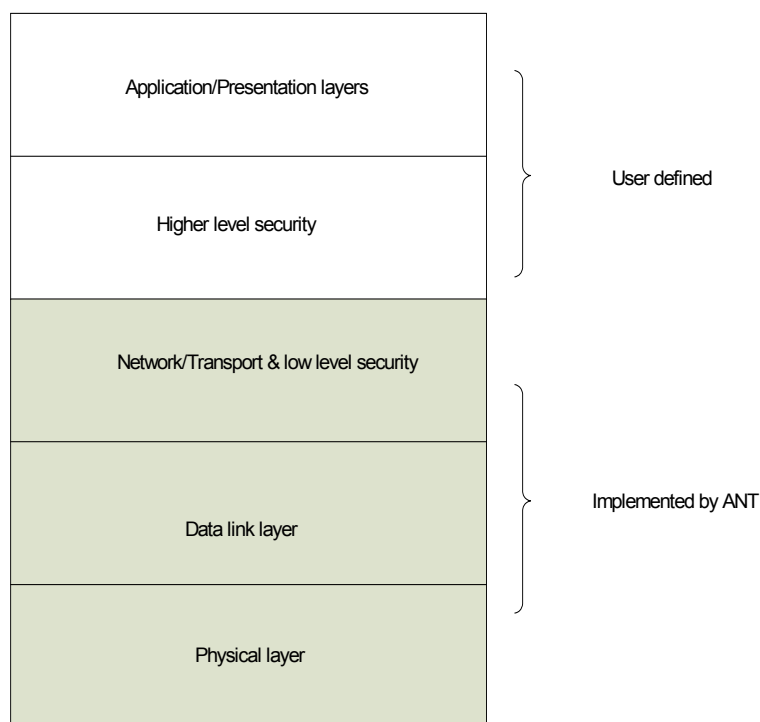 Application/Presentation layers
User defined
Higher level security
Network/Transport & low level security
Implemented by ANT
Data link layer
Physical layer